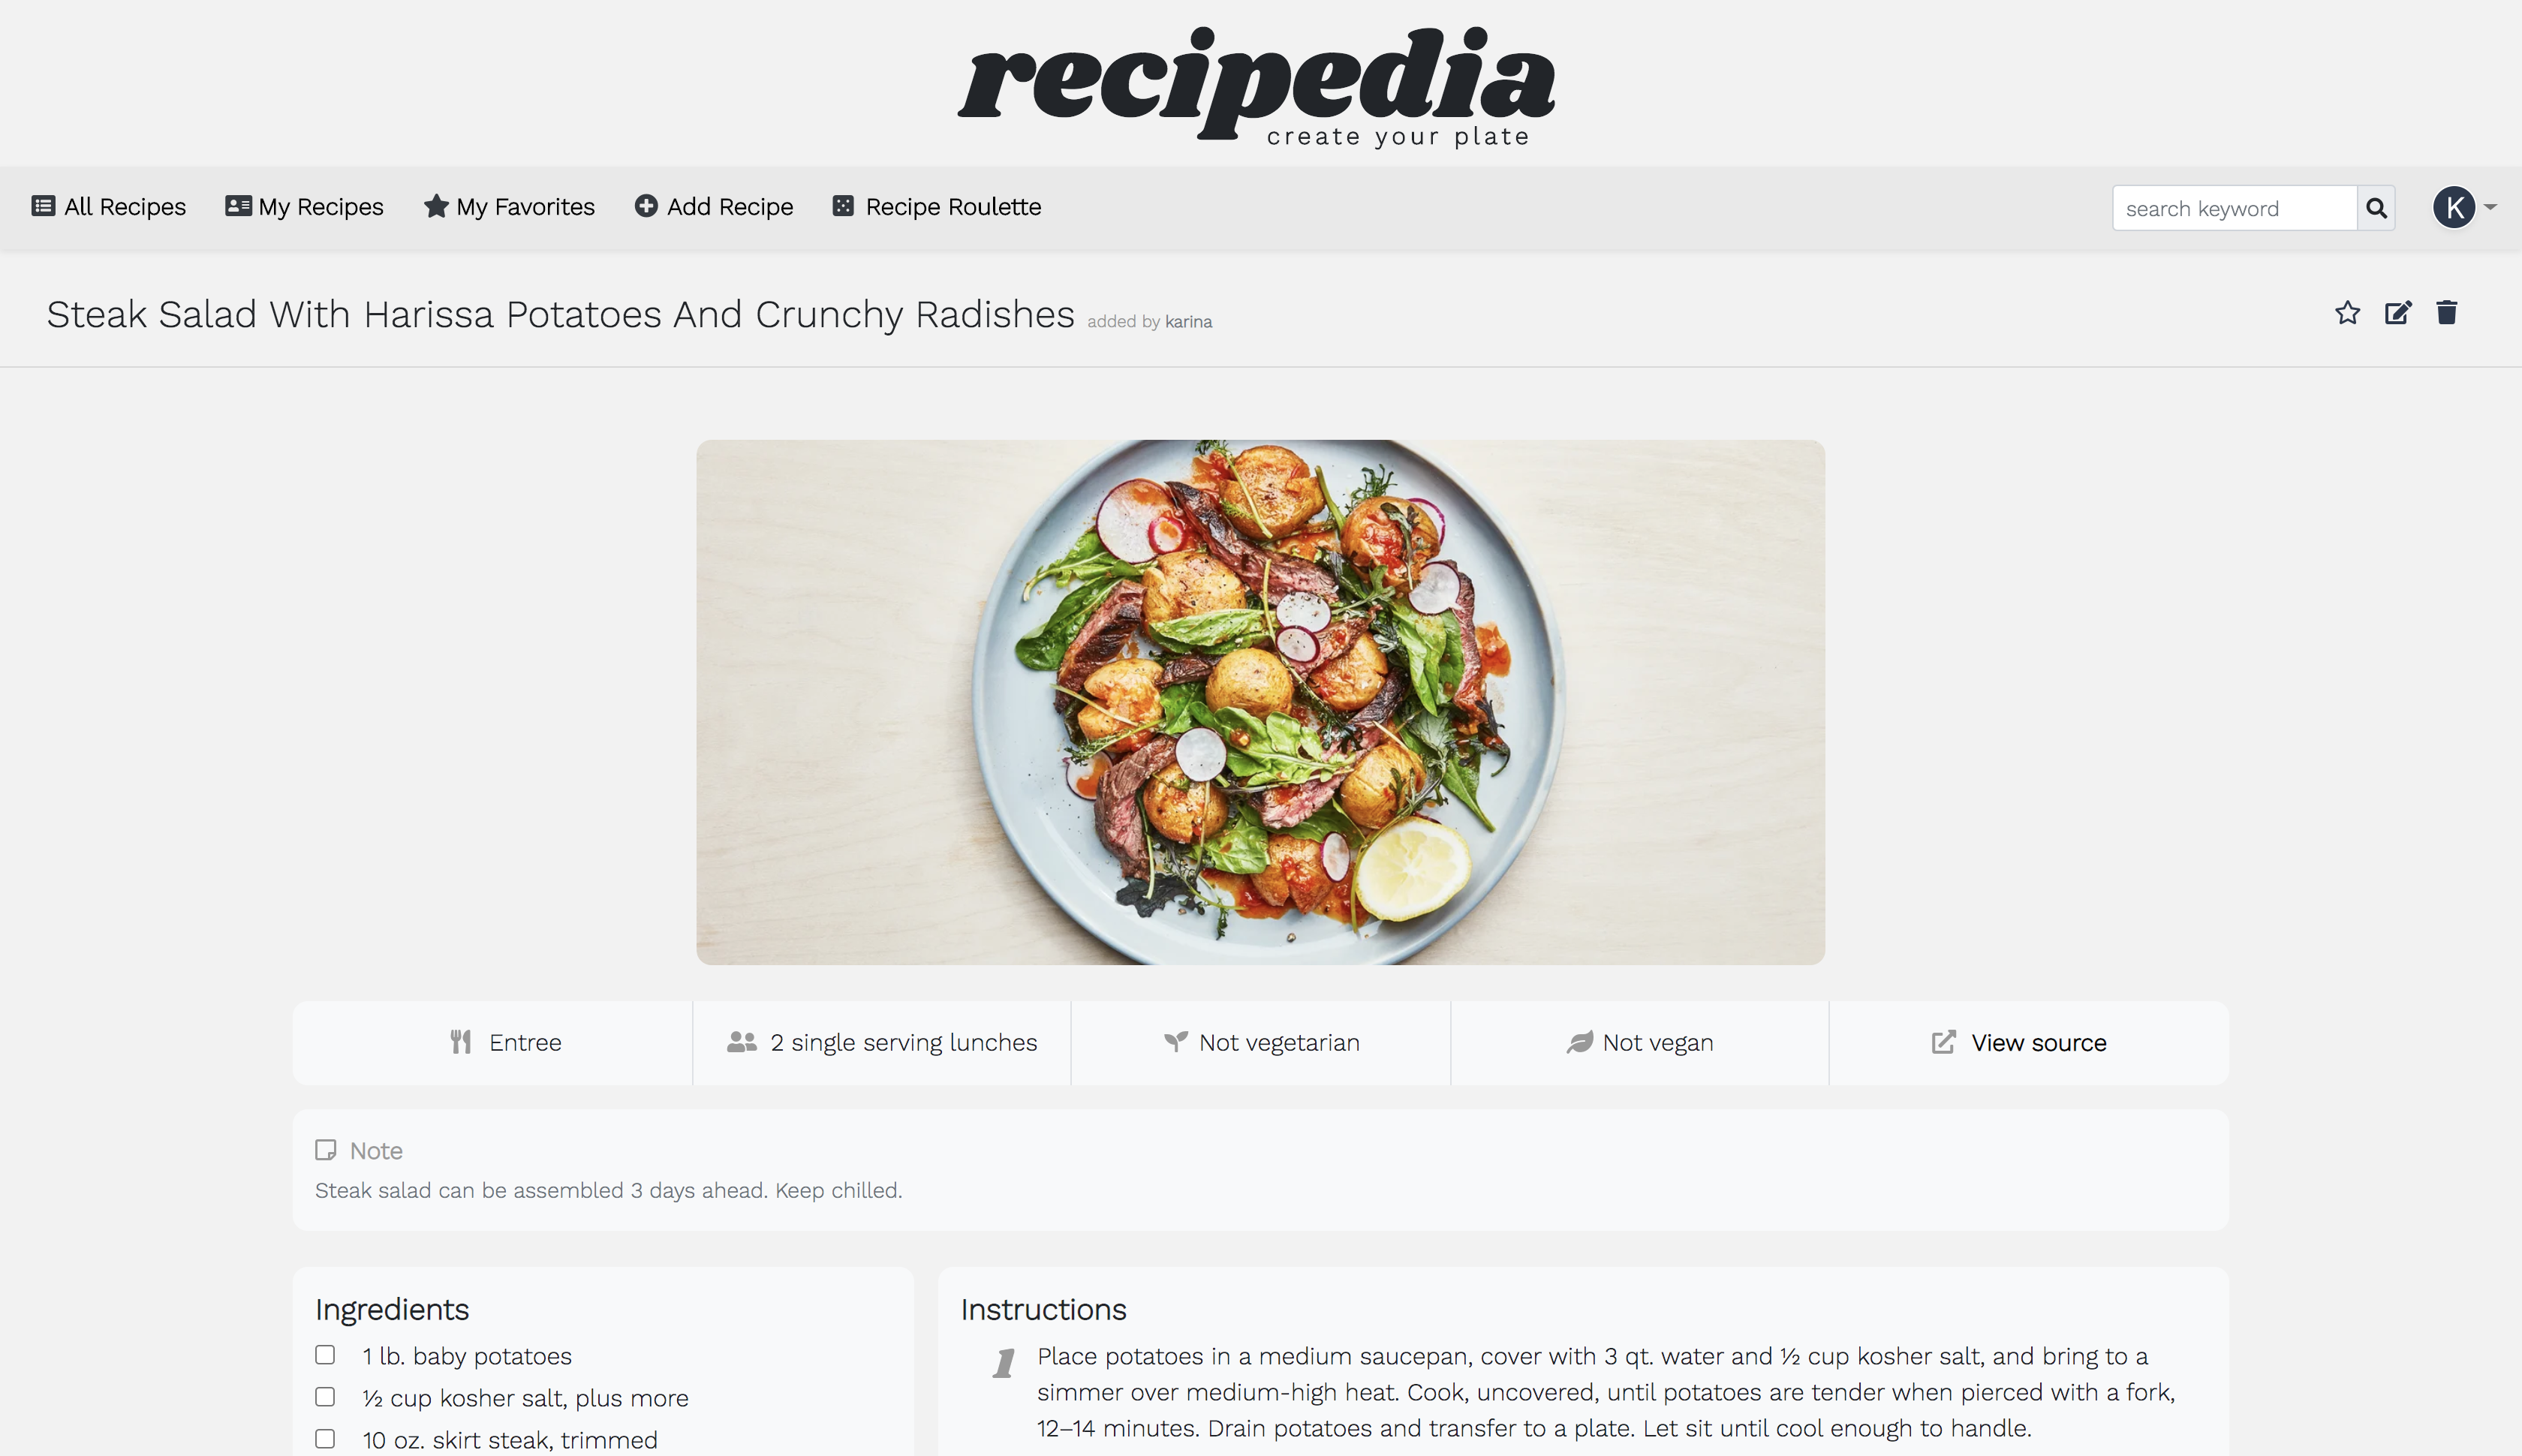 recipedia
create your plate
All Recipes My Recipes My Favorites Add Recipe Recipe Roulette search keyword K
Steak Salad With Harissa Potatoes And Crunchy Radishes added by karina
Entree 2 single serving lunches Not vegetarian Not vegan View source
Note
Steak salad can be assembled 3 days ahead. Keep chilled.
Ingredients
1 lb. baby potatoes
½ cup kosher salt, plus more
10 oz. skirt steak, trimmed
Instructions
1 Place potatoes in a medium saucepan, cover with 3 qt. water and ½ cup kosher salt, and bring to a
simmer over medium-high heat. Cook, uncovered, until potatoes are tender when pierced with a fork,
12–14 minutes. Drain potatoes and transfer to a plate. Let sit until cool enough to handle.